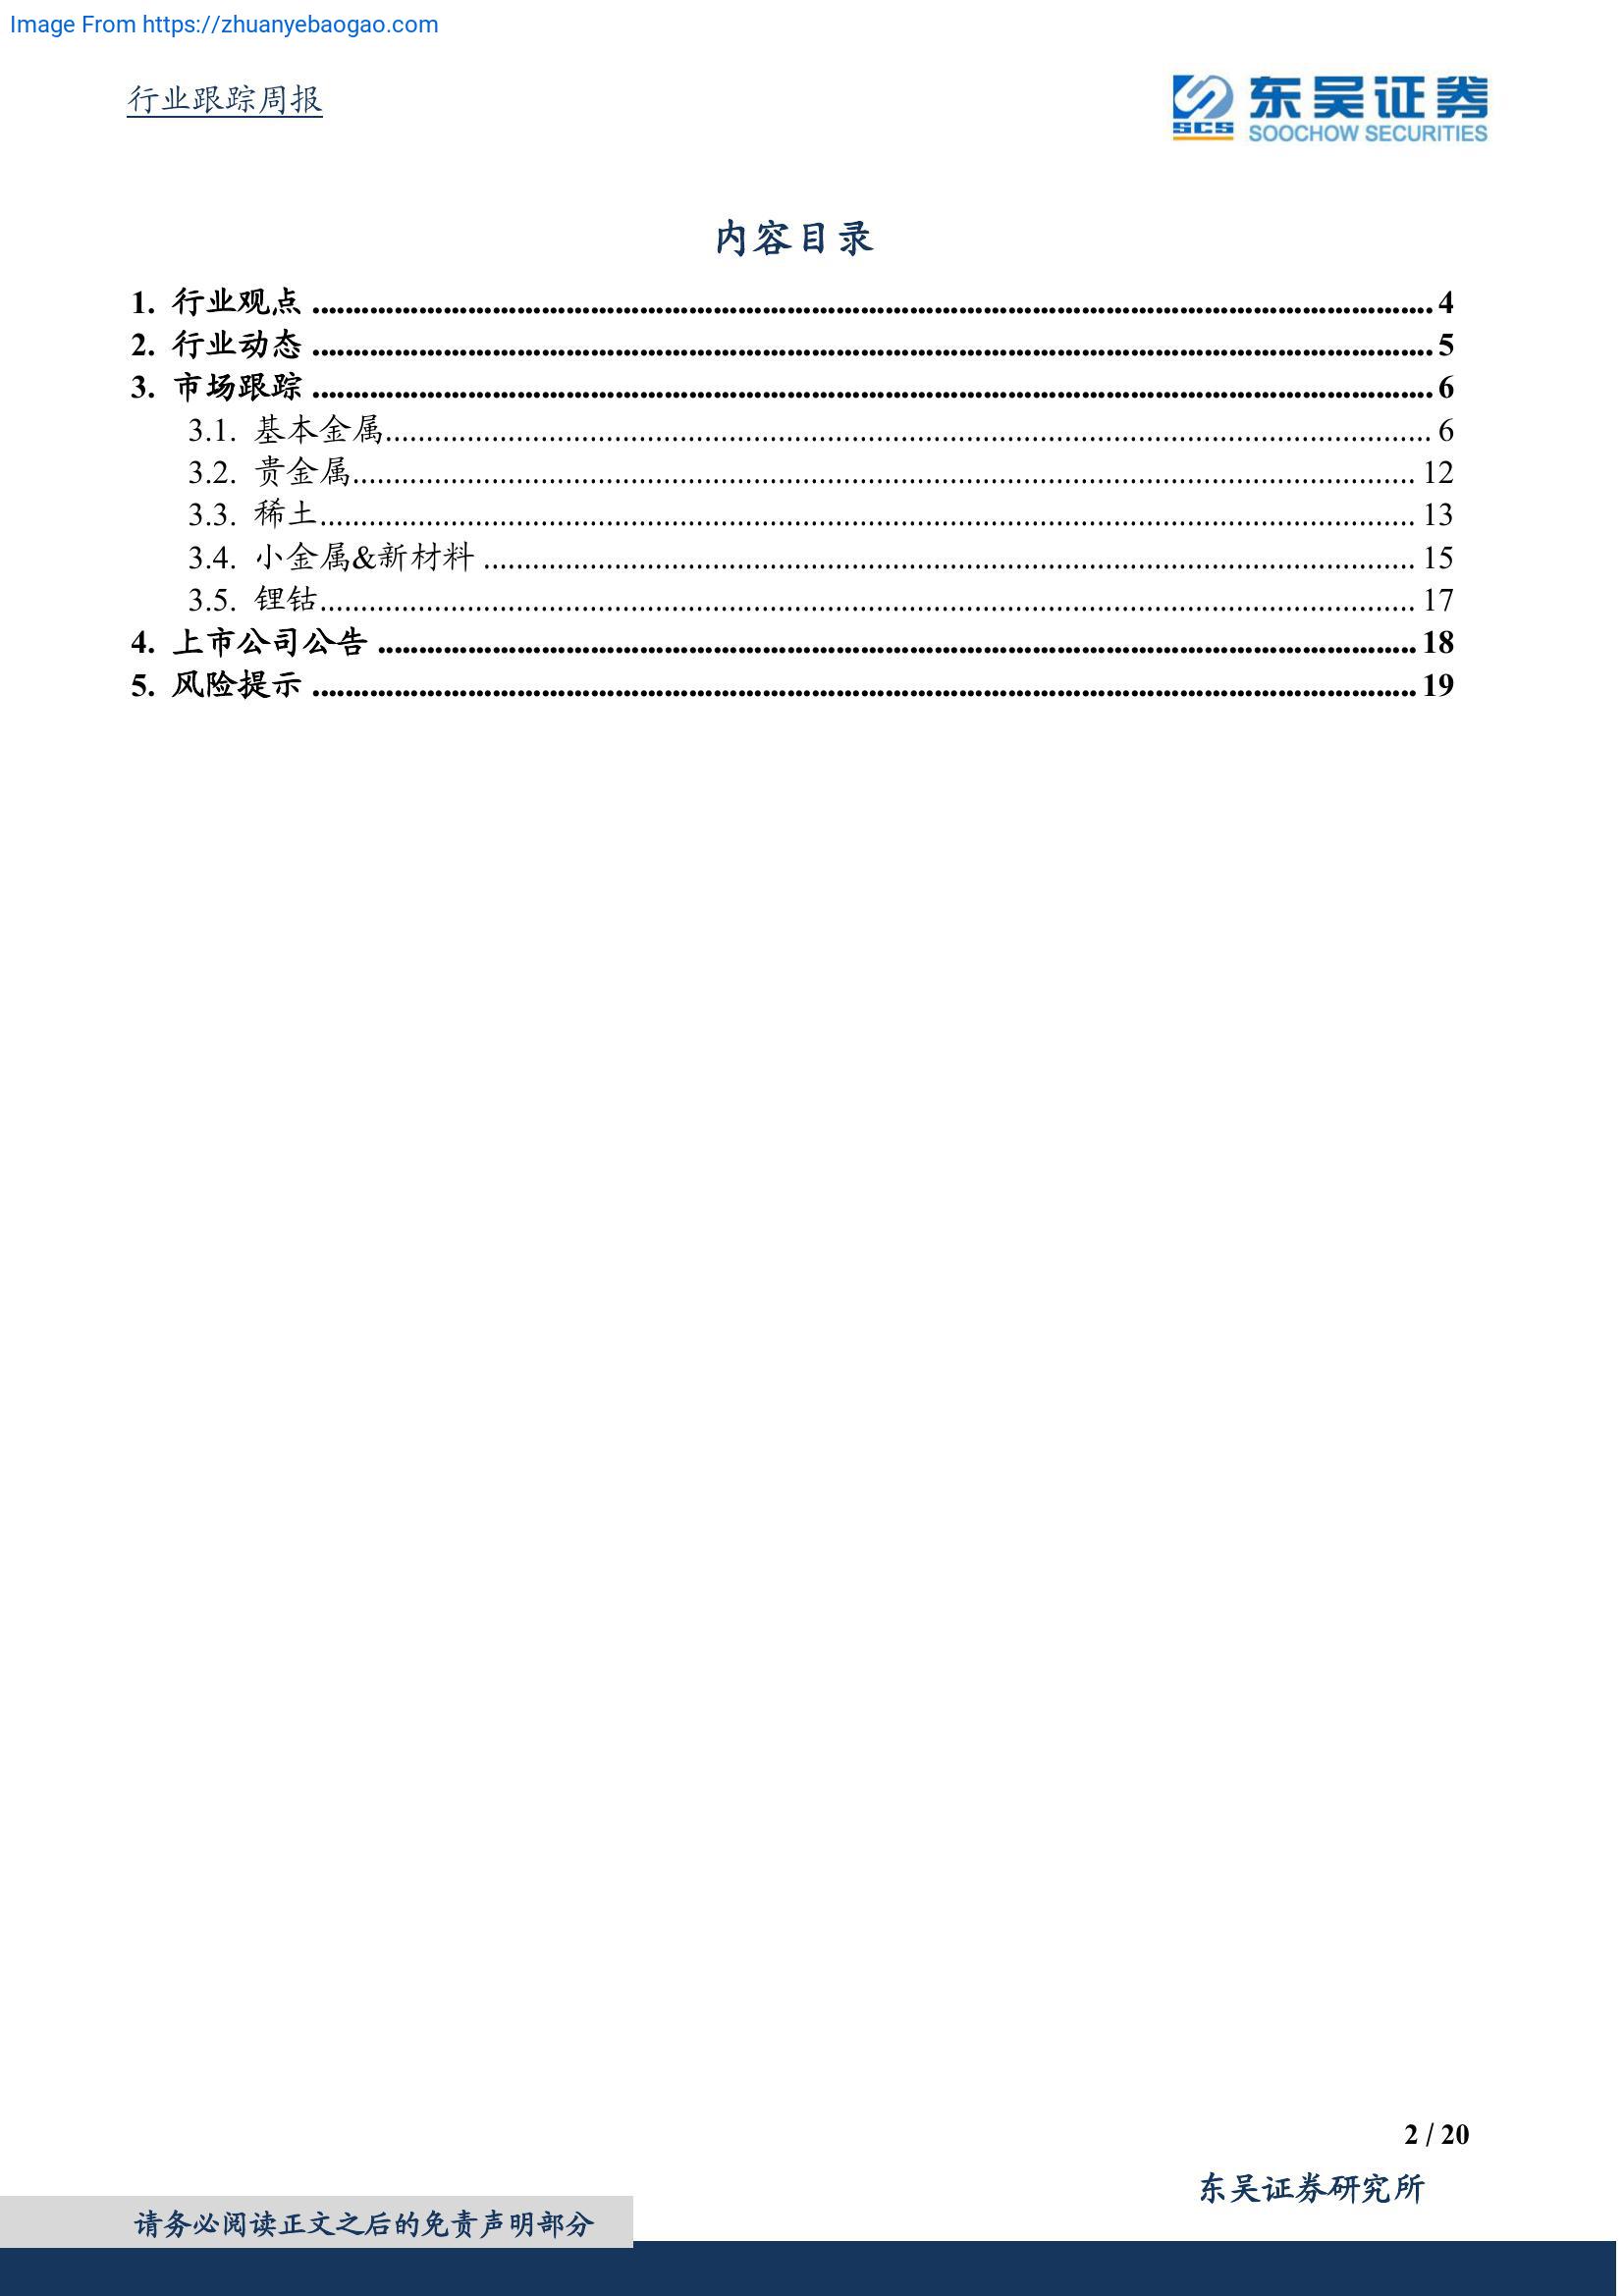 Image From https://zhuanyebaogao.com
行业跟踪周报
SCS
东吴证券
SOOCHOW SECURITIES
内容目录
1. 行业观点 ........................................ 4
2. 行业动态 ........................................ 5
3. 市场跟踪 ........................................ 6
3.1. 基本金属........................................ 6
3.2. 贵金属........................................ 12
3.3. 稀土........................................ 13
3.4. 小金属&新材料 ........................................ 15
3.5. 锂钴........................................ 17
4. 上市公司公告 ........................................ 18
5. 风险提示 ........................................ 19
2 / 20
东吴证券研究所
请务必阅读正文之后的免责声明部分